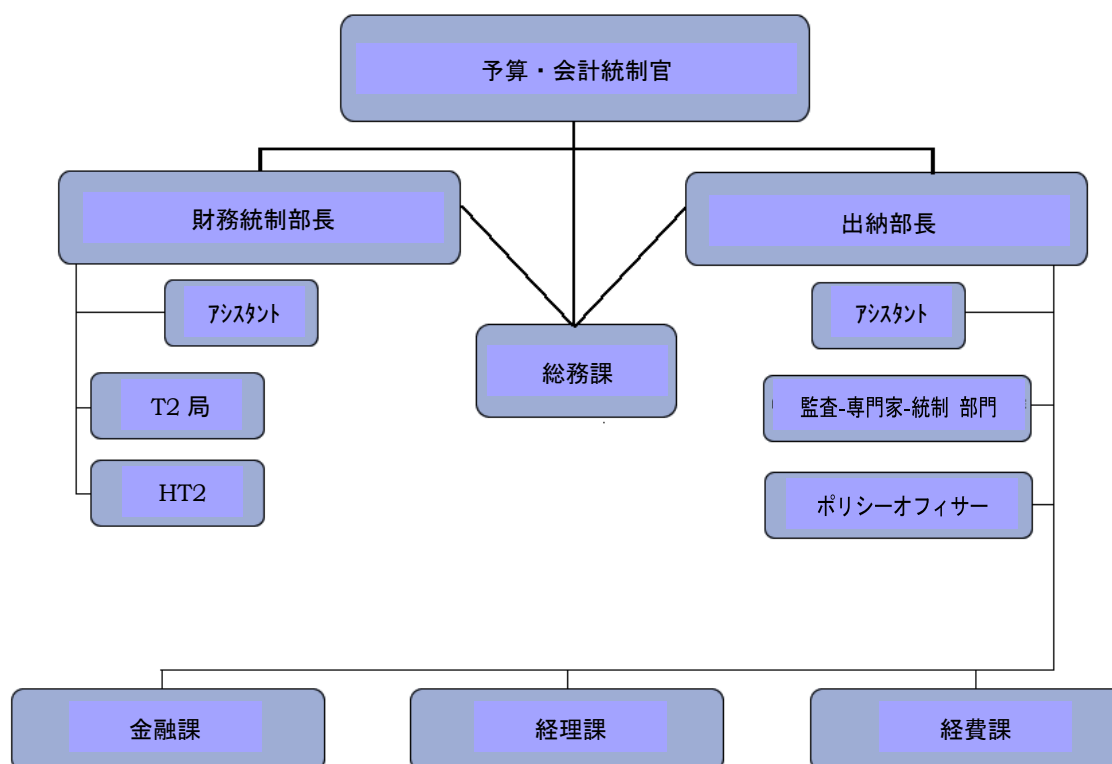 予算・会計統制官
財務統制部長
出納部長
アシスタント
アシスタント
総務課
T2 局
監査-専門家-統制 部門
HT2
ポリシーオフィサー
金融課
経理課
経費課